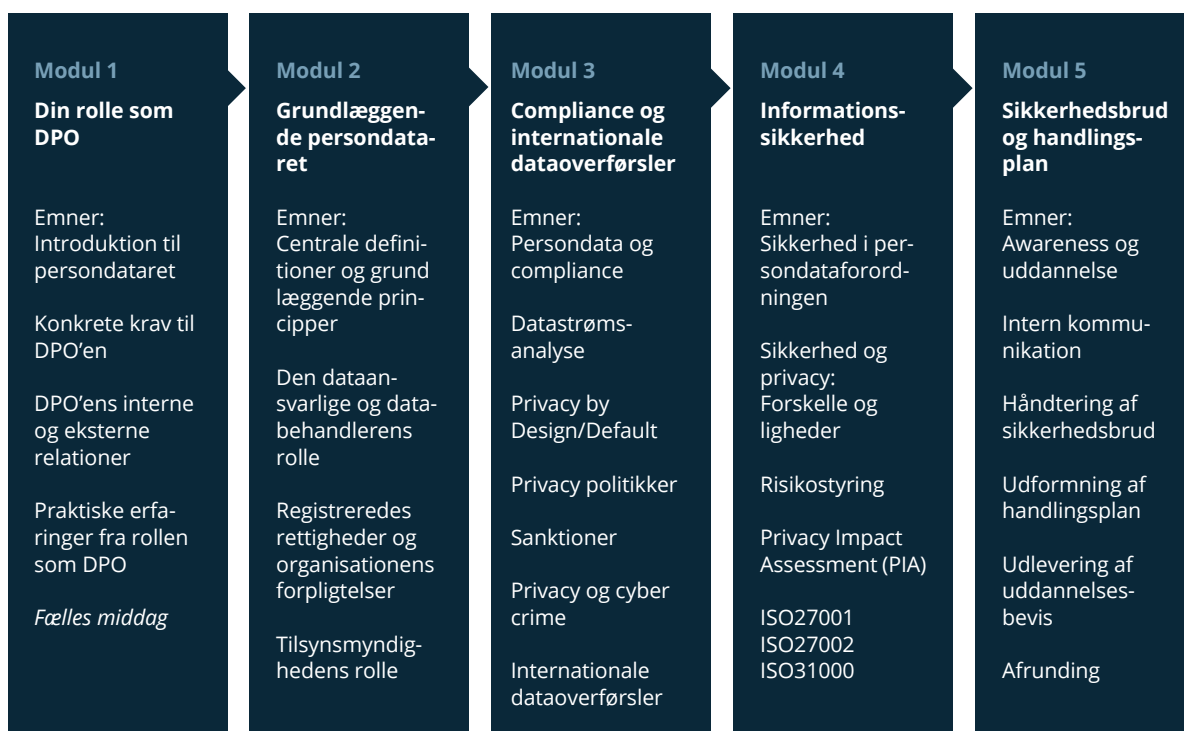 Modul 1
Din rolle som
DPO
Emner:
Introduktion til
persondataret
Konkrete krav til
DPO’en
DPO’ens interne
og eksterne
relationer
Praktiske erfa-
ringer fra rollen
som DPO
Fælles middag
Modul 2
Grundlæggen-
de persondata-
ret
Emner:
Centrale defini-
tioner og grund
læggende prin-
cipper
Den dataan-
svarlige og data-
behandlerens
rolle
Registreredes
rettigheder og
organisationens
forpligtelser
Tilsynsmyndig-
hedens rolle
Modul 3
Compliance og
internationale
dataoverførsler
Emner:
Persondata og
compliance
Datastrøms-
analyse
Privacy by
Design/Default
Privacy politikker
Sanktioner
Privacy og cyber
crime
Internationale
dataoverførsler
Modul 4
Informations-
sikkerhed
Emner:
Sikkerhed i per-
sondataforord-
ningen
Sikkerhed og
privacy:
Forskelle og
ligheder
Risikostyring
Privacy Impact
Assessment (PIA)
ISO27001
ISO27002
ISO31000
Modul 5
Sikkerhedsbrud
og handlings-
plan
Emner:
Awareness og
uddannelse
Intern kommu-
nikation
Håndtering af
sikkerhedsbrud
Udformning af
handlingsplan
Udlevering af
uddannelses-
bevis
Afrunding